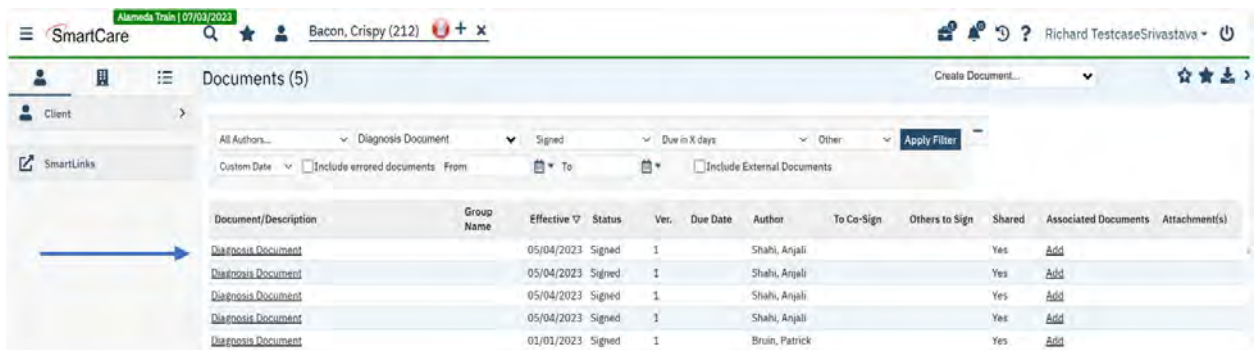 Alameda Train | 07/03/2023
SmartCare
Bacon, Crispy (212)
? Richard TestcaseSrivastava
Documents (5)
Create Document...
Client
SmartLinks
All Authors... Diagnosis Document Signed Due in X days Other Apply Filter
Custom Date Include errored documents From To Include External Documents
Document/Description Group Name Effective Status Ver. Due Date Author To Co-Sign Others to Sign Shared Associated Documents Attachment(s)
Diagnosis Document 05/04/2023 Signed 1 Shahi, Anjali Yes Add
Diagnosis Document 05/04/2023 Signed 1 Shahi, Anjali Yes Add
Diagnosis Document 05/04/2023 Signed 1 Shahi, Anjali Yes Add
Diagnosis Document 05/04/2023 Signed 1 Shahi, Anjali Yes Add
Diagnosis Document 01/01/2023 Signed 1 Bruin, Patrick Yes Add